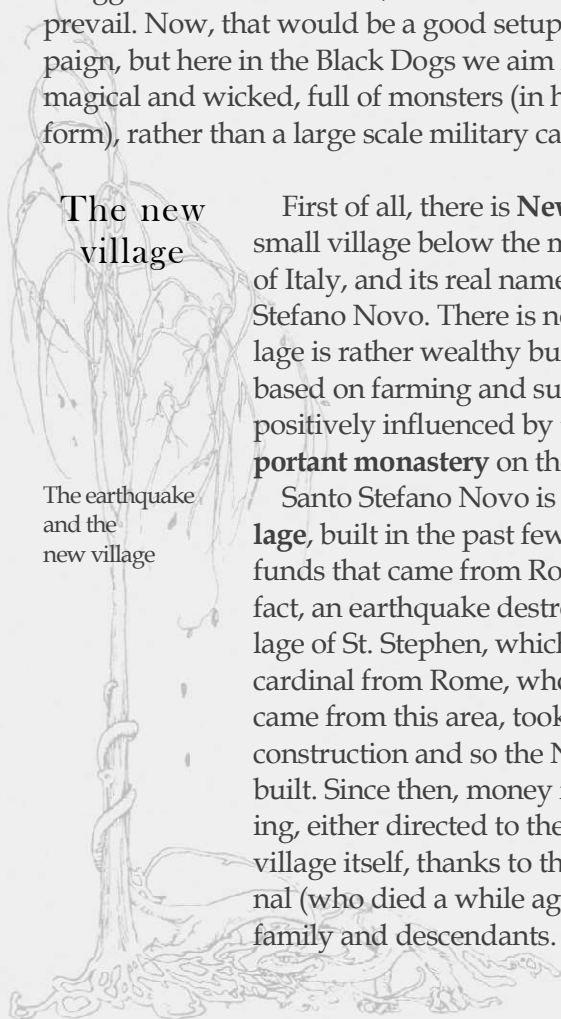 prevail. Now, that would be a good setup
paign, but here in the Black Dogs we aim
magical and wicked, full of monsters (in h
form), rather than a large scale military ca
The new
village
First of all, there is New
small village below the m
of Italy, and its real name
Stefano Novo. There is no
lage is rather wealthy bu
based on farming and su
positively influenced by
portant monastery on th
The earthquake
and the
new village
Santo Stefano Novo is
lage, built in the past few
funds that came from Ro
fact, an earthquake destr
lage of St. Stephen, which
cardinal from Rome, who
came from this area, took
construction and so the N
built. Since then, money
ing, either directed to the
village itself, thanks to th
nal (who died a while ag
family and descendants.